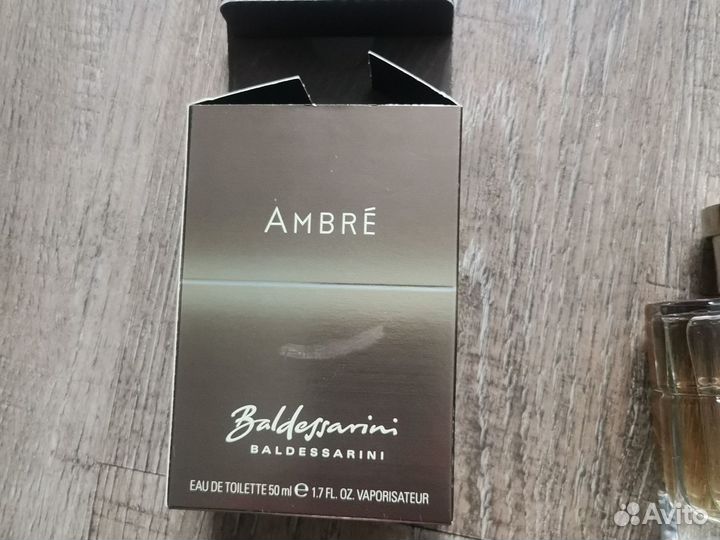 AMBRÉ
Baldessarini
BALDESSARINI
EAU DE TOILETTE 50 ml ℮ 1.7 FL. OZ. VAPORISATEUR
Avito